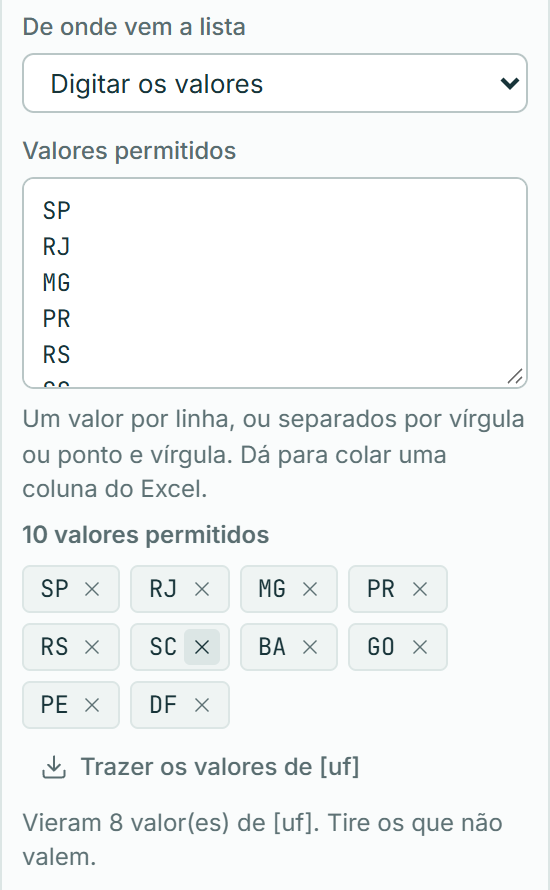 De onde vem a lista
Digitar os valores
Valores permitidos
SP
RJ
MG
PR
RS
Um valor por linha, ou separados por vírgula
ou ponto e vírgula. Dá para colar uma
coluna do Excel.
10 valores permitidos
SP × RJ × MG × PR ×
RS × SC × BA × GO ×
PE × DF ×
Trazer os valores de [uf]
Vieram 8 valor(es) de [uf]. Tire os que não
valem.